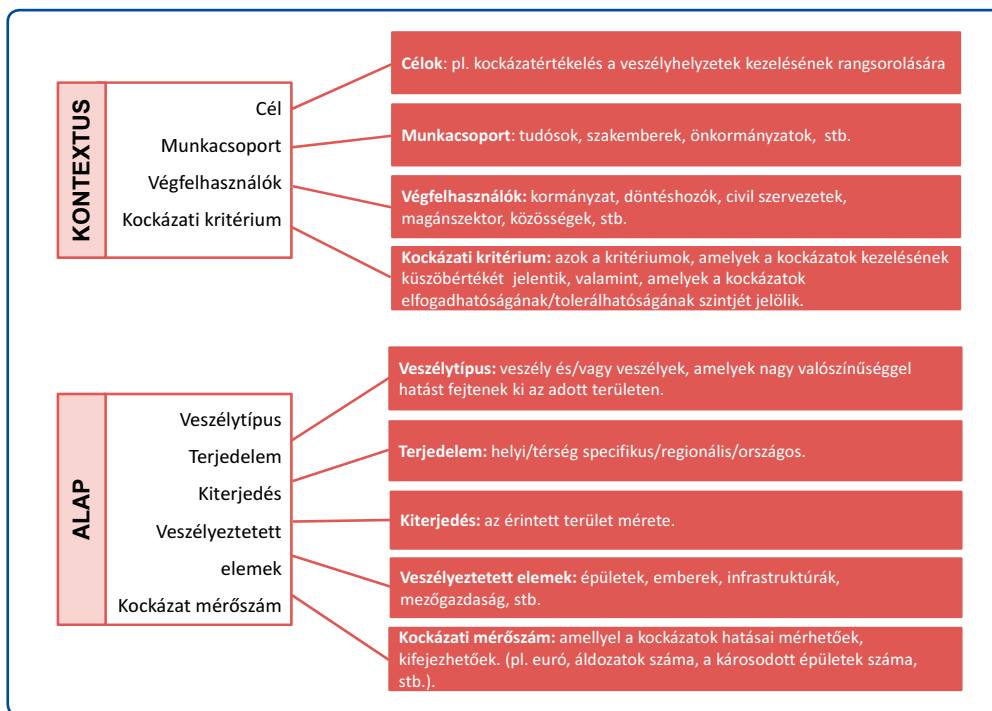 KONTEXTUS
Cél
Munkacsoport
Végfelhasználók
Kockázati kritérium
Célok: pl. kockázatértékelés a veszélyhelyzetek kezelésének rangsorolására
Munkacsoport: tudósok, szakemberek, önkormányzatok, stb.
Végfelhasználók: kormányzat, döntéshozók, civil szervezetek,
magánszektor, közösségek, stb.
Kockázati kritérium: azok a kritériumok, amelyek a kockázatok kezelésének
küszöbértékét jelentik, valamint, amelyek a kockázatok
elfogadhatóságának/tolerálhatóságának szintjét jelölik.
ALAP
Veszélytípus
Terjedelem
Kiterjedés
Veszélyeztetett
elemek
Kockázat mérőszám
Veszélytípus: veszély és/vagy veszélyek, amelyek nagy valószínűséggel
hatást fejtenek ki az adott területen.
Terjedelem: helyi/térség specifikus/regionális/országos.
Kiterjedés: az érintett terület mérete.
Veszélyeztetett elemek: épületek, emberek, infrastruktúrák,
mezőgazdaság, stb.
Kockázati mérőszám: amellyel a kockázatok hatásai mérhetőek,
kifejezhetőek. (pl. euró, áldozatok száma, a károsodott épületek száma,
stb.).